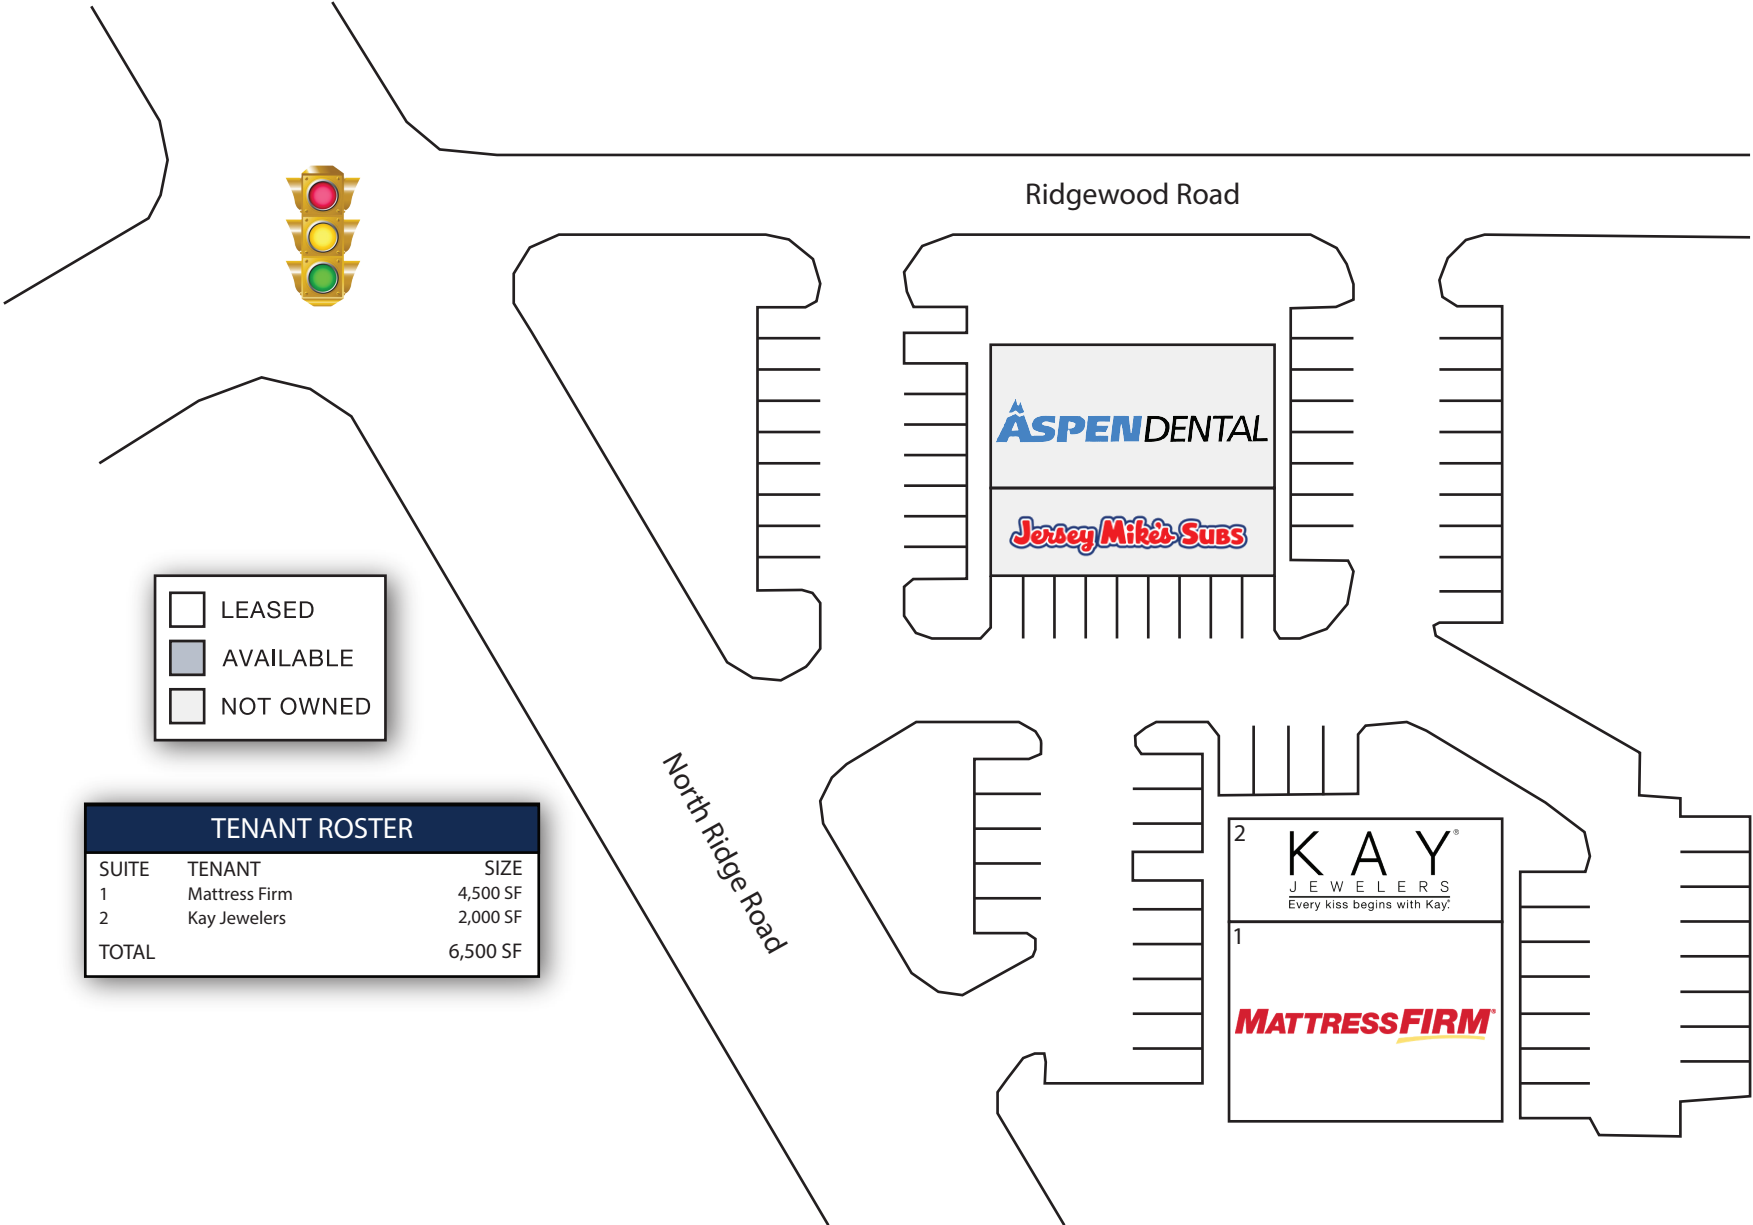 Ridgewood Road
ASPENDENTAL
Jersey Mike's SUBS
LEASED
AVAILABLE
NOT OWNED
North Ridge Road
TENANT ROSTER
SUITE TENANT SIZE
1 Mattress Firm 4,500 SF
2 Kay Jewelers 2,000 SF
TOTAL 6,500 SF
2
KAY®
JEWELERS
Every kiss begins with Kay.®
1
MATTRESSFIRM®